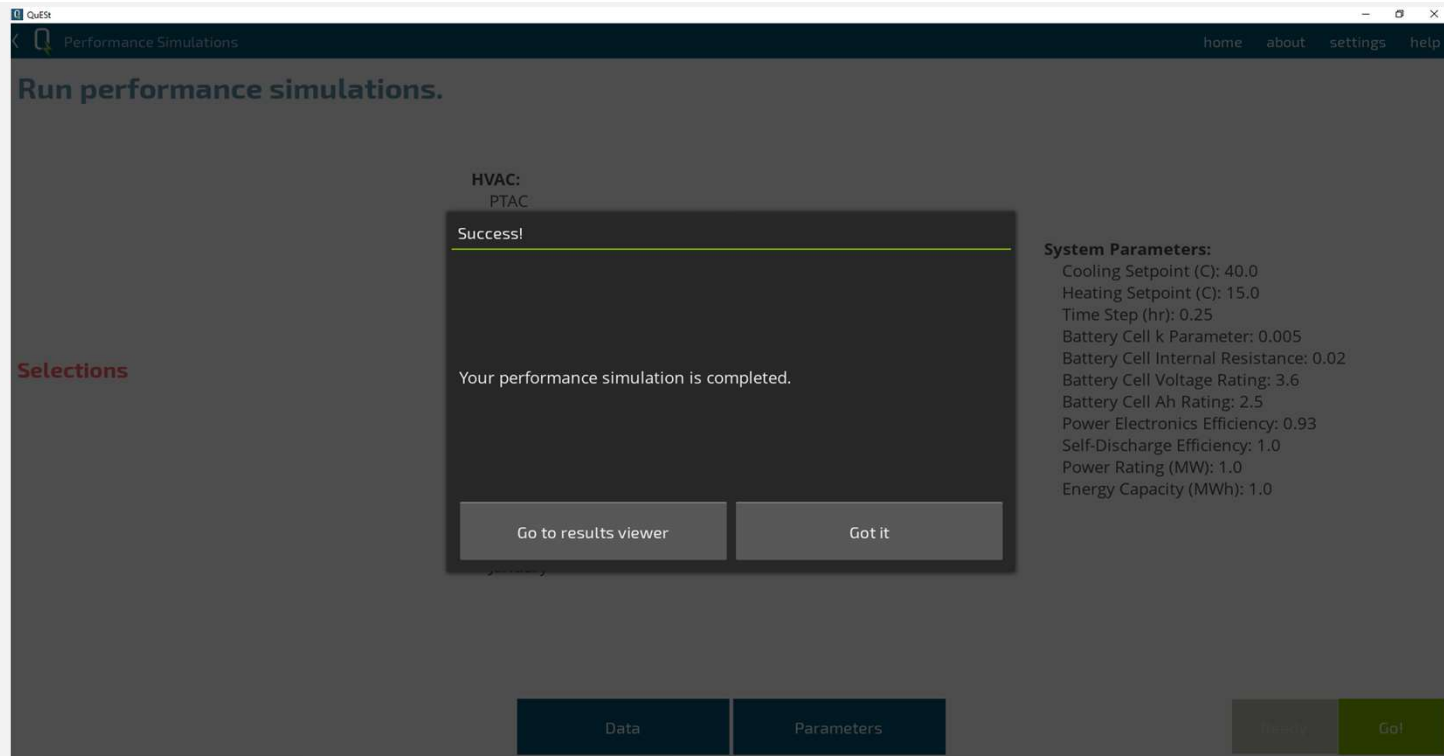 QuESt
Performance Simulations
home about settings help
Run performance simulations.
HVAC:
PTAC
Success!
Your performance simulation is completed.
Go to results viewer
Got it
Selections
System Parameters:
Cooling Setpoint (C): 40.0
Heating Setpoint (C): 15.0
Time Step (hr): 0.25
Battery Cell k Parameter: 0.005
Battery Cell Internal Resistance: 0.02
Battery Cell Voltage Rating: 3.6
Battery Cell Ah Rating: 2.5
Power Electronics Efficiency: 0.93
Self-Discharge Efficiency: 1.0
Power Rating (MW): 1.0
Energy Capacity (MWh): 1.0
Data
Parameters
Ready
Go!